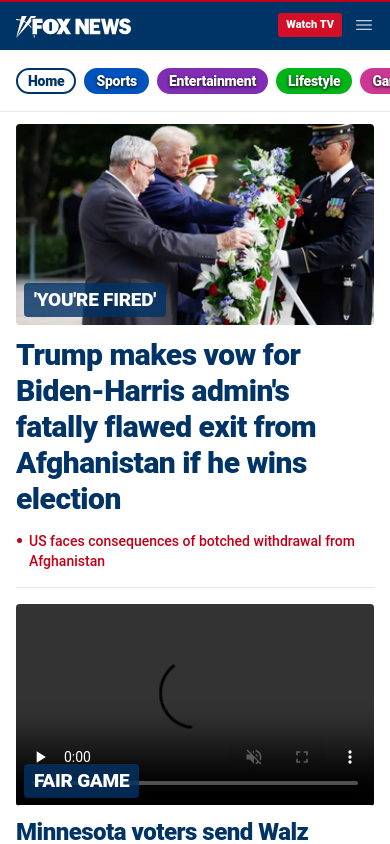 FOX NEWS
Watch TV
Home
Sports
Entertainment
Lifestyle
Ga
'YOU'RE FIRED'
Trump makes vow for
Biden-Harris admin's
fatally flawed exit from
Afghanistan if he wins
election
• US faces consequences of botched withdrawal from
Afghanistan
0:00
FAIR GAME
Minnesota voters send Walz